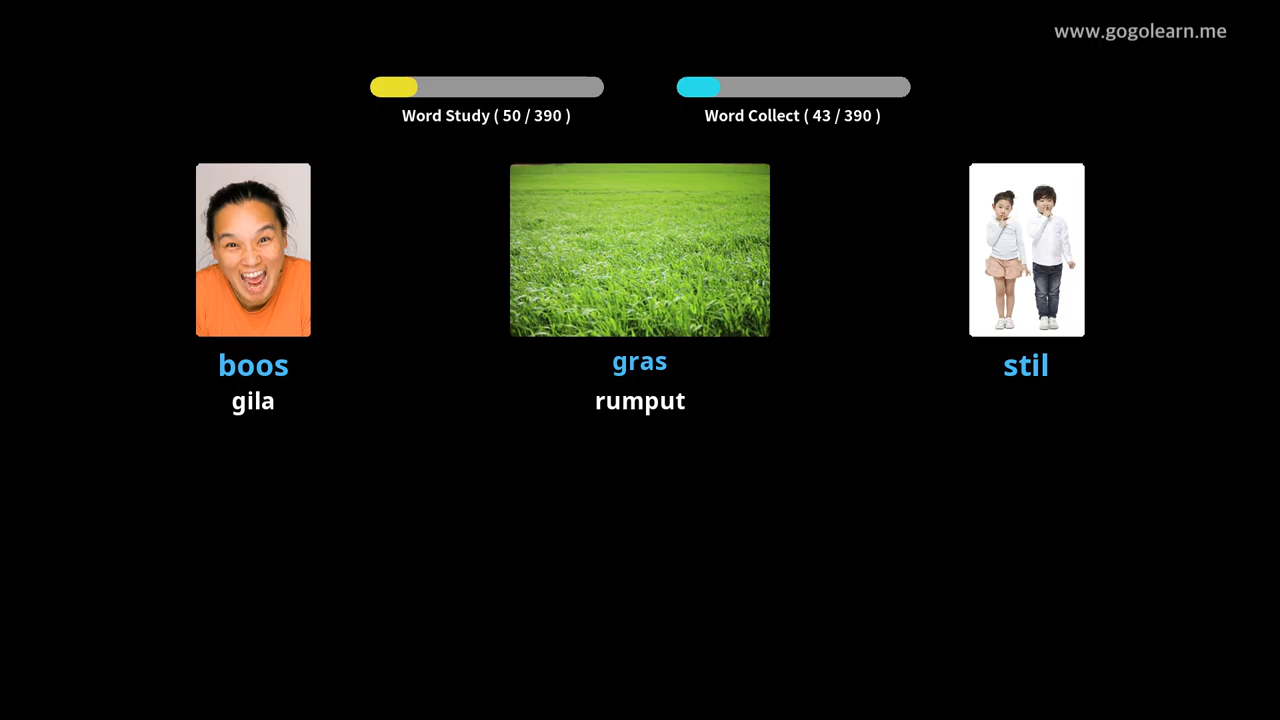 www.gogolearn.me
Word Study ( 50 / 390 )
Word Collect ( 43 / 390 )
boos
gila
gras
rumput
stil